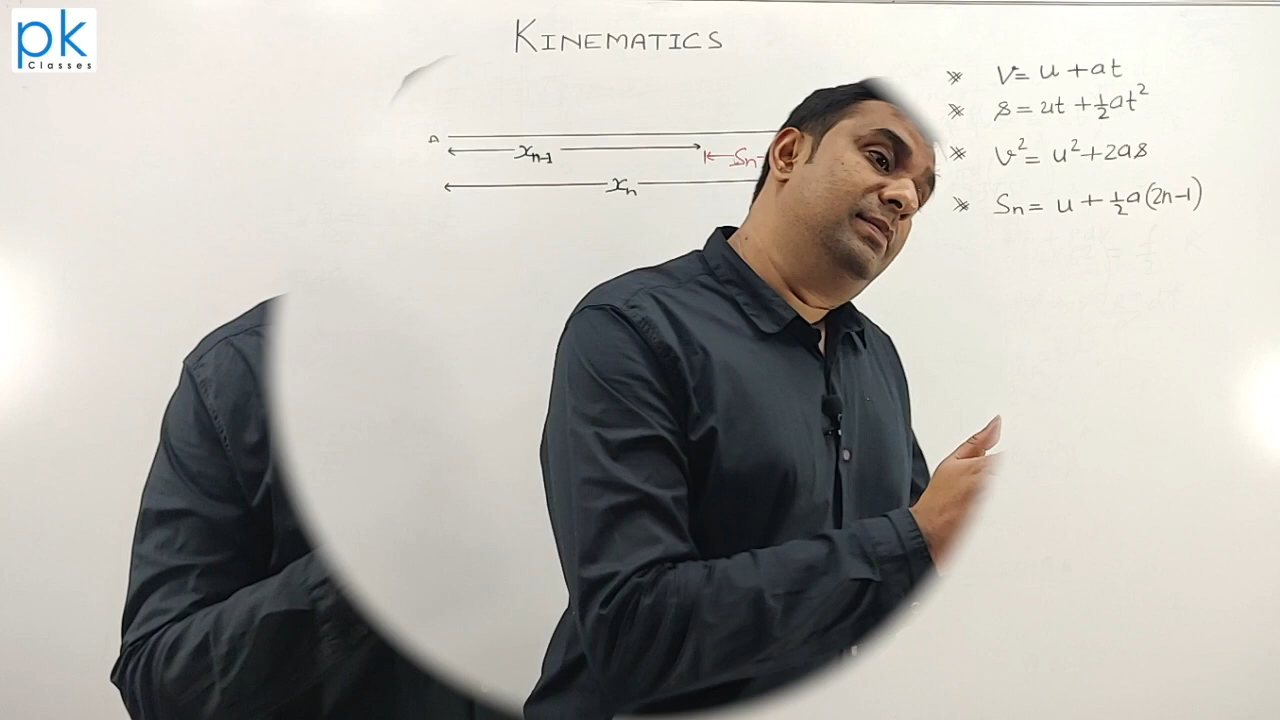 pk
Classes
KINEMATICS
A
xₙ₋₁
Sₙ
xₙ
* V = u + at
* s = ut + ½at²
* v² = u² + 2as
* Sₙ = u + ½a(2n-1)